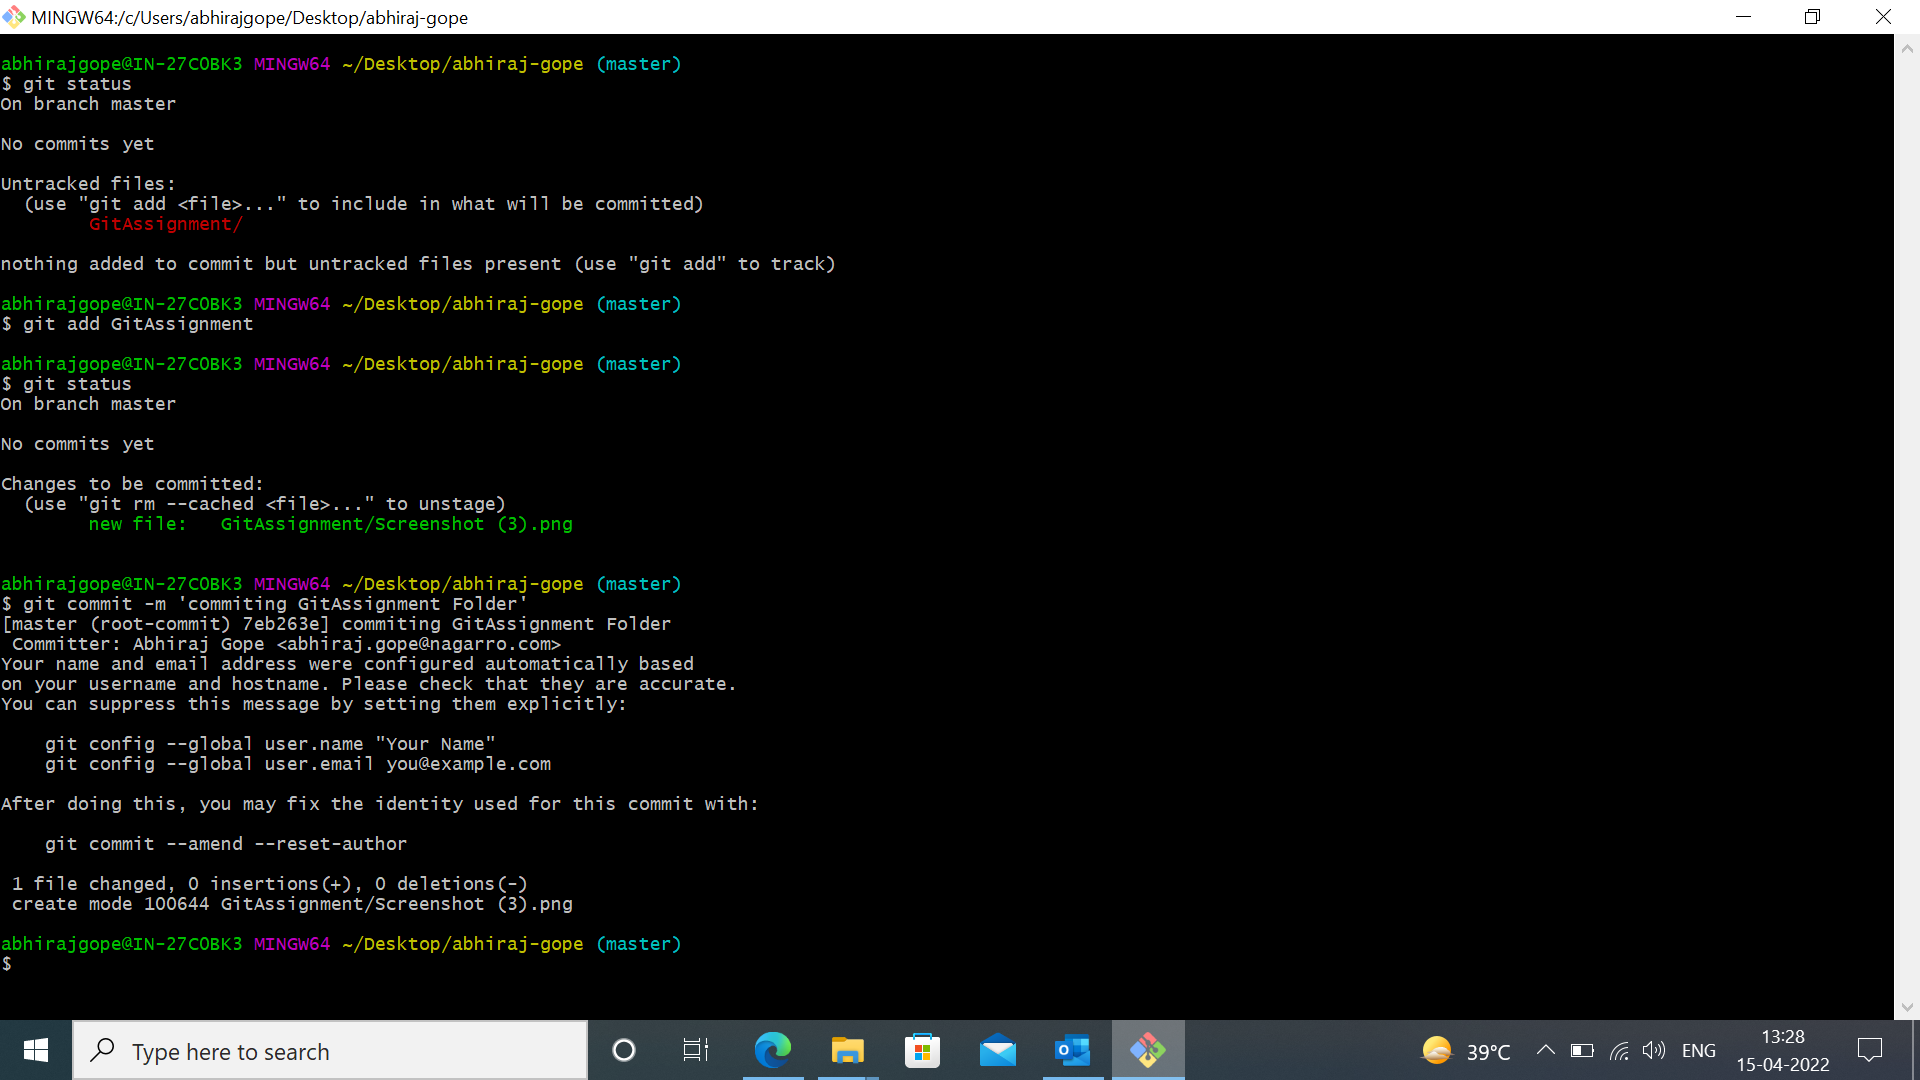 MINGW64:/c/Users/abhirajgope/Desktop/abhiraj-gope
abhirajgope@IN-27COBK3 MINGW64 ~/Desktop/abhiraj-gope (master)
$ git status
On branch master
No commits yet
Untracked files:
(use "git add <file>..." to include in what will be committed)
GitAssignment/
nothing added to commit but untracked files present (use "git add" to track)
abhirajgope@IN-27COBK3 MINGW64 ~/Desktop/abhiraj-gope (master)
$ git add GitAssignment
abhirajgope@IN-27COBK3 MINGW64 ~/Desktop/abhiraj-gope (master)
$ git status
On branch master
No commits yet
Changes to be committed:
(use "git rm --cached <file>..." to unstage)
new file:   GitAssignment/Screenshot (3).png
abhirajgope@IN-27COBK3 MINGW64 ~/Desktop/abhiraj-gope (master)
$ git commit -m 'commiting GitAssignment Folder'
[master (root-commit) 7eb263e] commiting GitAssignment Folder
Committer: Abhiraj Gope <abhiraj.gope@nagarro.com>
Your name and email address were configured automatically based
on your username and hostname. Please check that they are accurate.
You can suppress this message by setting them explicitly:
git config --global user.name "Your Name"
git config --global user.email you@example.com
After doing this, you may fix the identity used for this commit with:
git commit --amend --reset-author
1 file changed, 0 insertions(+), 0 deletions(-)
create mode 100644 GitAssignment/Screenshot (3).png
abhirajgope@IN-27COBK3 MINGW64 ~/Desktop/abhiraj-gope (master)
$
Type here to search
39°C
ENG
13:28
15-04-2022